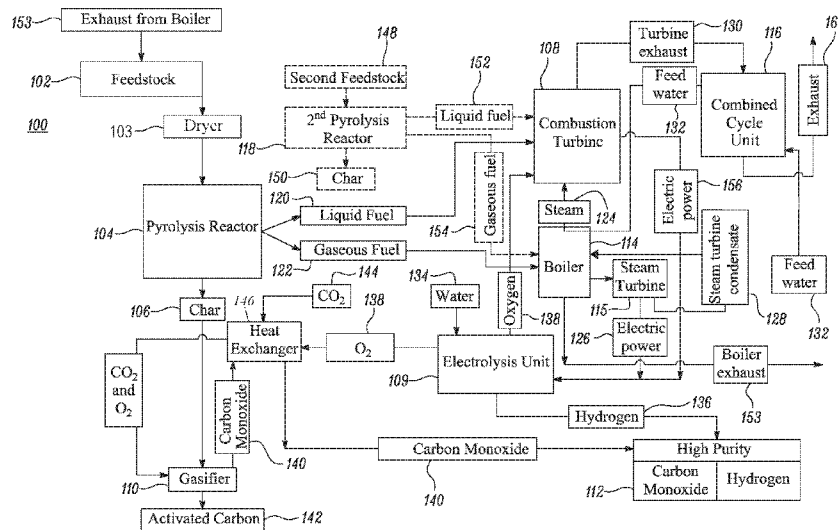 153
Exhaust from Boiler
102
Feedstock
100
103
Dryer
148
Second Feedstock
152
Liquid fuel
118
2nd Pyrolysis
Reactor
150
Char
108
Combustion
Turbine
130
Turbine
exhaust
Feed
water
132
116
Combined
Cycle
Unit
16
Exhaust
104
Pyrolysis Reactor
120
Liquid Fuel
122
Gaseous Fuel
Gaseous fuel
154
Steam
124
114
Boiler
Electric
power
156
Steam turbine
condensate
128
Feed
water
132
106
Char
146
Heat
Exchanger
144
CO2
138
O2
134
Water
Oxygen
138
Steam
Turbine
115
126
Electric
power
Electrolysis Unit
109
Boiler
exhaust
153
CO2
and
O2
Carbon
Monoxide
140
Hydrogen
136
Carbon Monoxide
140
High Purity
Carbon
Monoxide
Hydrogen
112
110
Gasifier
Activated Carbon
142